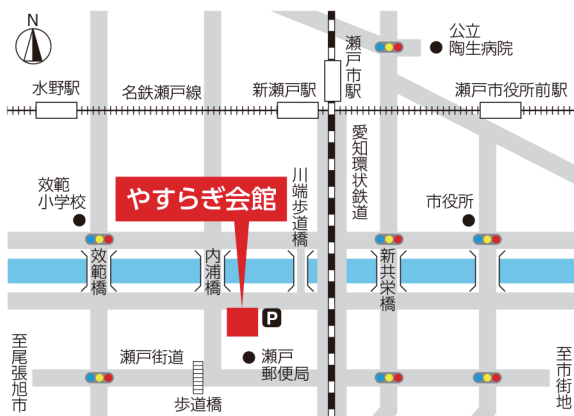 N
公立
陶生病院
瀬戸市駅
水野駅
名鉄瀬戸線
新瀬戸駅
瀬戸市役所前駅
愛知環状鉄道
川端歩道橋
効範
小学校
やすらぎ会館
市役所
効範橋
内浦橋
新共栄橋
P
至尾張旭市
瀬戸街道
瀬戸
郵便局
至市街地
歩道橋